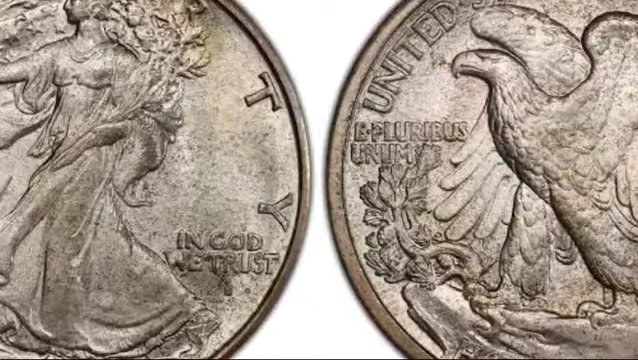 T
Y
IN GOD
WE TRUST
UNITED
E·PLURIBUS
UNUM